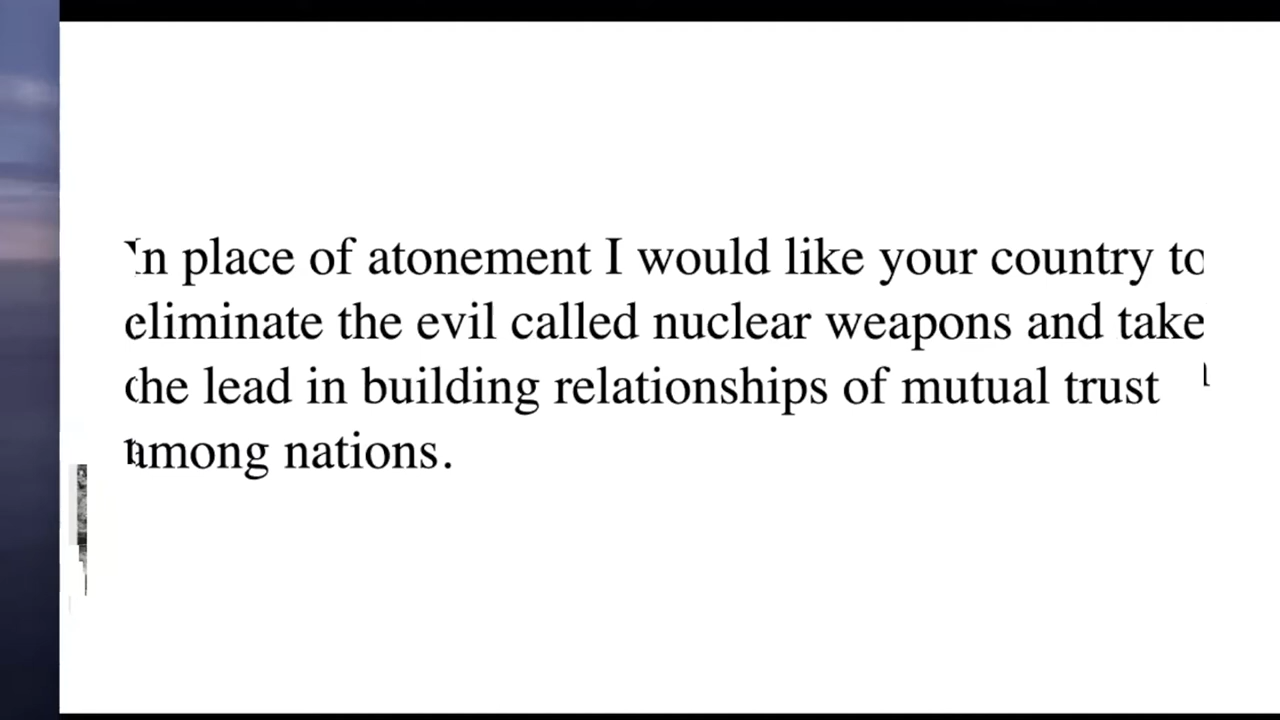 In place of atonement I would like your country to
eliminate the evil called nuclear weapons and take
the lead in building relationships of mutual trust
among nations.